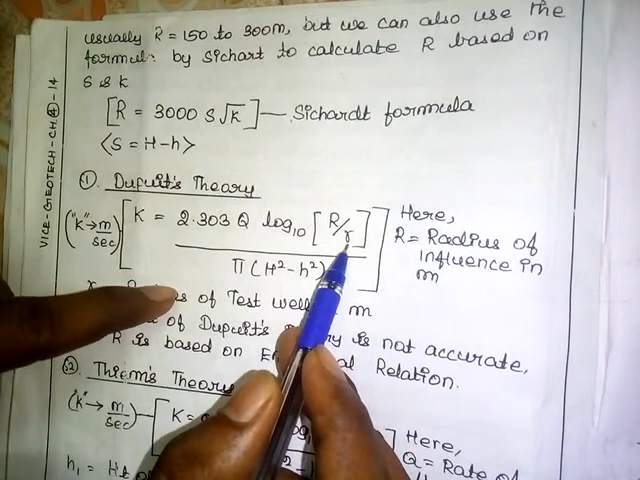 usually R = 150 to 300m, but we can also use the
formula by Sichart to calculate R based on
S & k
[R = 3000 S√k] — Sichardt formula
<S = H-h>
①. Dupuit's Theory
("k"→ m/sec) [K = 2.303 Q log₁₀ [R/r] / π(H²-h²)]
Here,
R = Radius of
influence in
m
of Test well m
of Dupuit's is not accurate,
R is based on Relation.
②. Thiem's Theory
("k"→ m/sec) [K =
Here,
Q = Rate of
h₁ = Ht
VICE-GEOTECH-CH.④-14